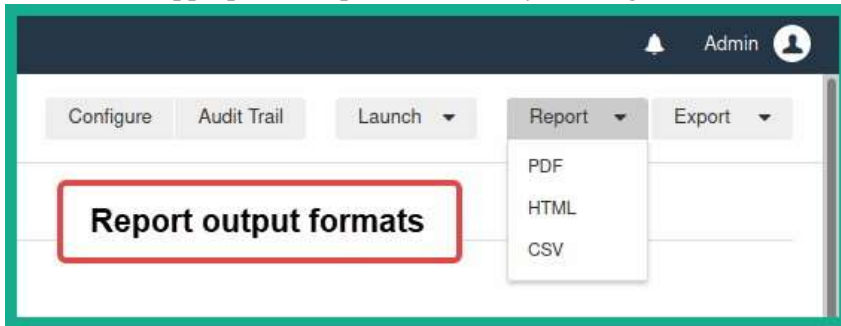 Admin
Configure Audit Trail Launch Report Export
PDF
HTML
CSV
Report output formats